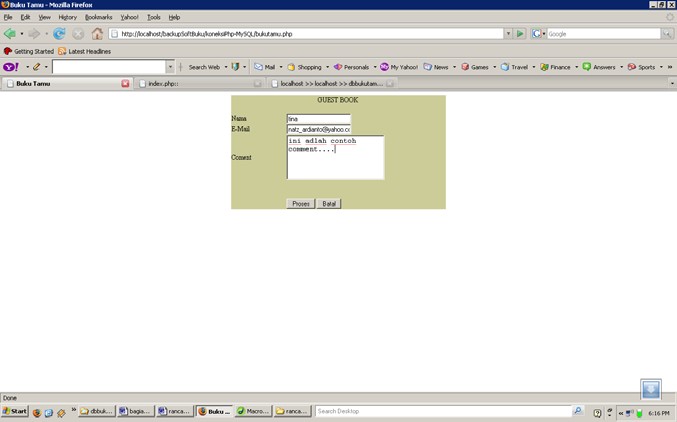 Buku Tamu - Mozilla Firefox
File Edit View History Bookmarks Yahoo! Tools Help
http://localhost/backupSoftBuku/koneksiPhp-MySQL/bukutamu.php
Google
Getting Started Latest Headlines
Y! Search Web Mail Shopping Personals My Yahoo! News Games Travel Finance Answers Sports
Buku Tamu index.php:: localhost >> localhost >> dbbukutam...
GUEST BOOK
Nama tina
E-Mail natz_ardianto@yahoo.co
Coment ini adlah contoh
comment....
Proses Batal
Done
Start dbbuk... bagia... ranca... Buku ... Macro... ranca... Search Desktop 6:16 PM